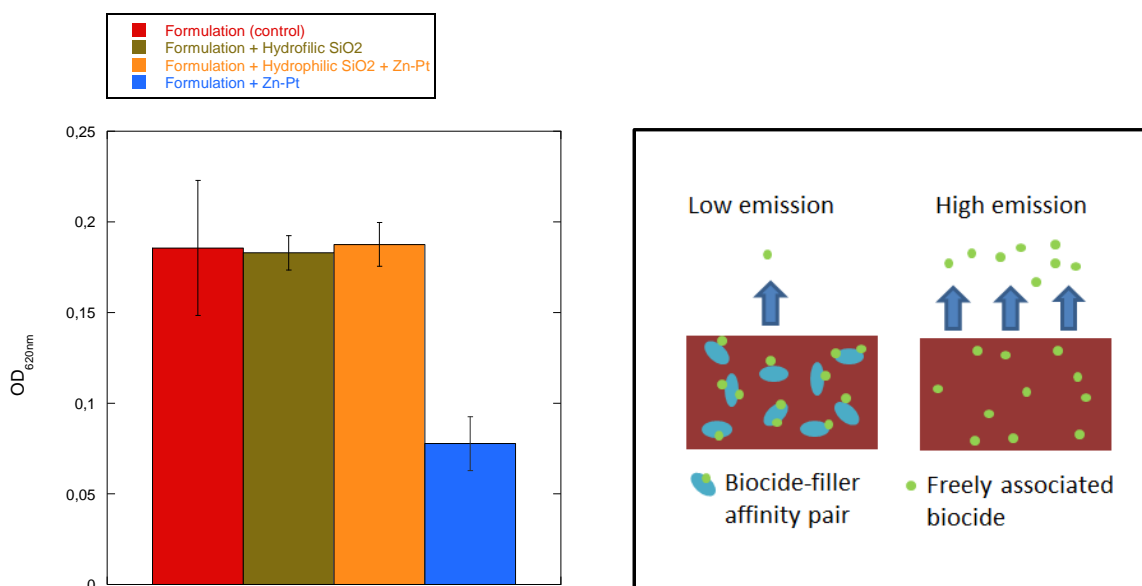 Formulation (control)
Formulation + Hydrofilic SiO2
Formulation + Hydrophilic SiO2 + Zn-Pt
Formulation + Zn-Pt
0,25
0,2
0,15
0,1
0,05
0
OD620nm
Low emission
High emission
Biocide-filler
affinity pair
Freely associated
biocide